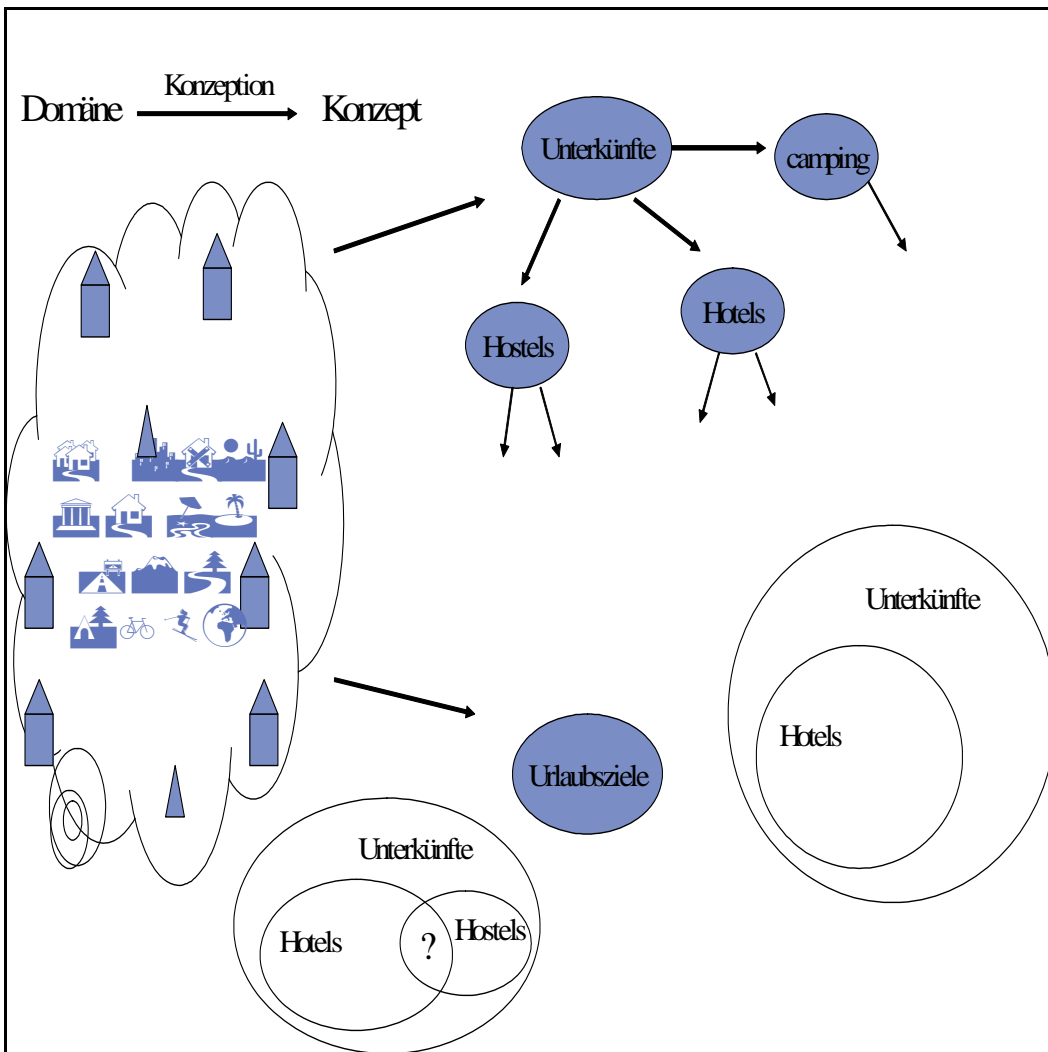 Konzeption
Domäne
Konzept
Unterkünfte
camping
Hotels
Hostels
Unterkünfte
Hotels
Urlaubsziele
Unterkünfte
Hotels
?
Hostels